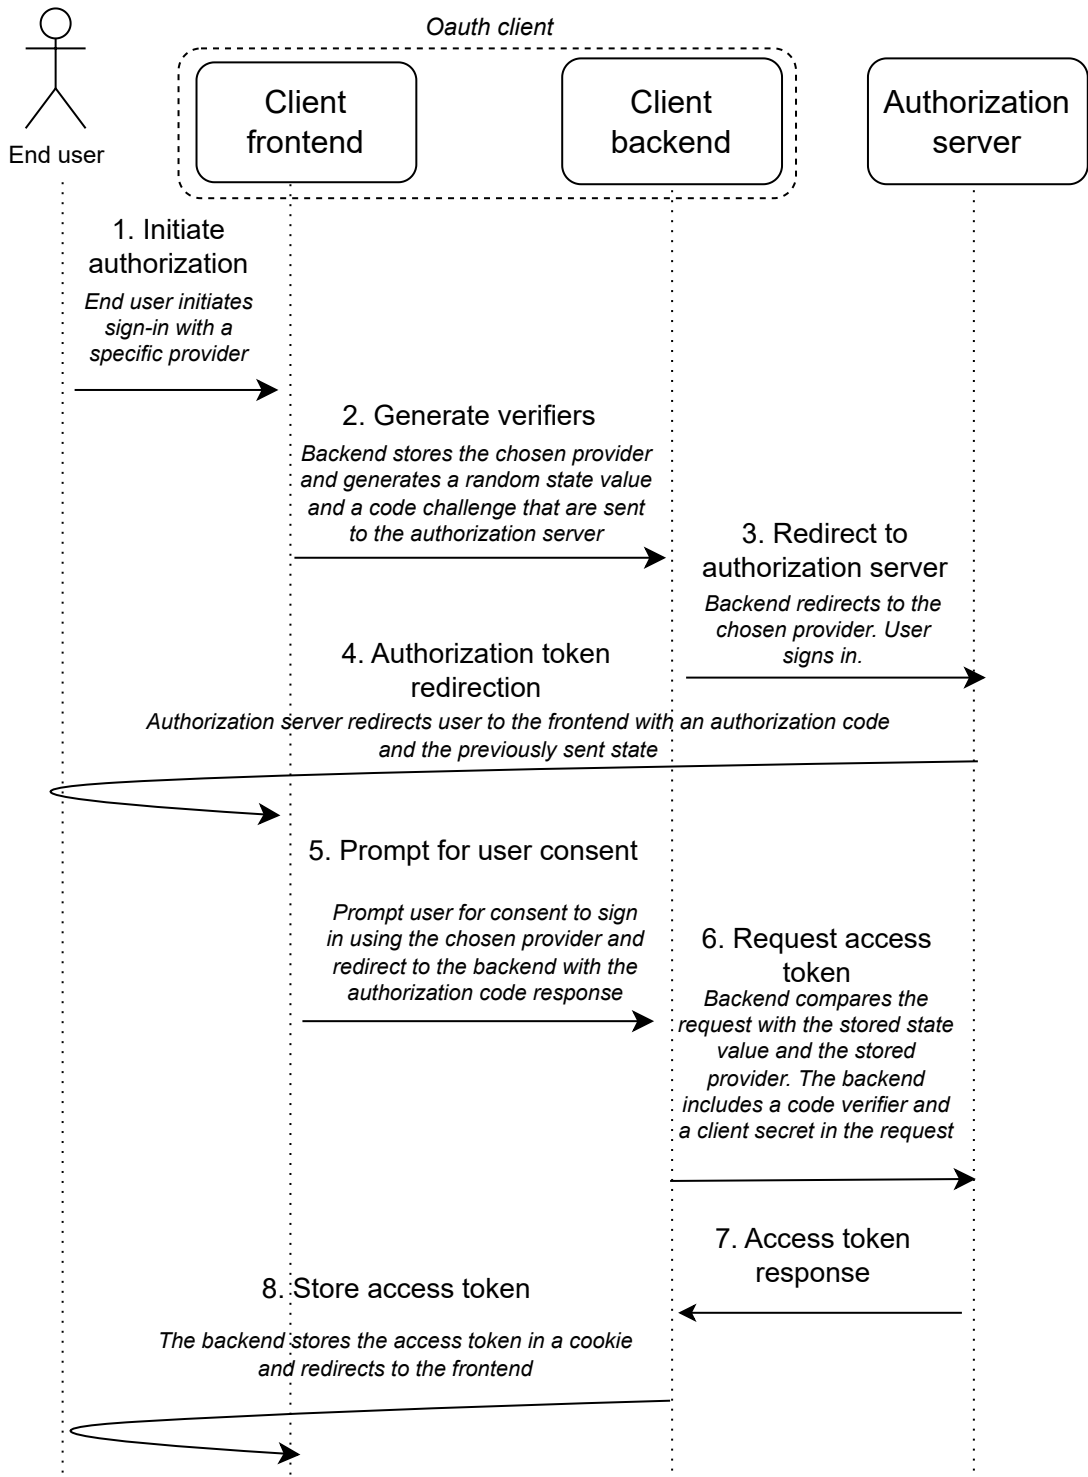 Oauth client
Client
frontend
Client
backend
Authorization
server
End user
1. Initiate
authorization
End user initiates
sign-in with a
specific provider
2. Generate verifiers
Backend stores the chosen provider
and generates a random state value
and a code challenge that are sent
to the authorization server
3. Redirect to
authorization server
Backend redirects to the
chosen provider. User
signs in.
4. Authorization token
redirection
Authorization server redirects user to the frontend with an authorization code
and the previously sent state
5. Prompt for user consent
Prompt user for consent to sign
in using the chosen provider and
redirect to the backend with the
authorization code response
6. Request access
token
Backend compares the
request with the stored state
value and the stored
provider. The backend
includes a code verifier and
a client secret in the request
7. Access token
response
8. Store access token
The backend stores the access token in a cookie
and redirects to the frontend